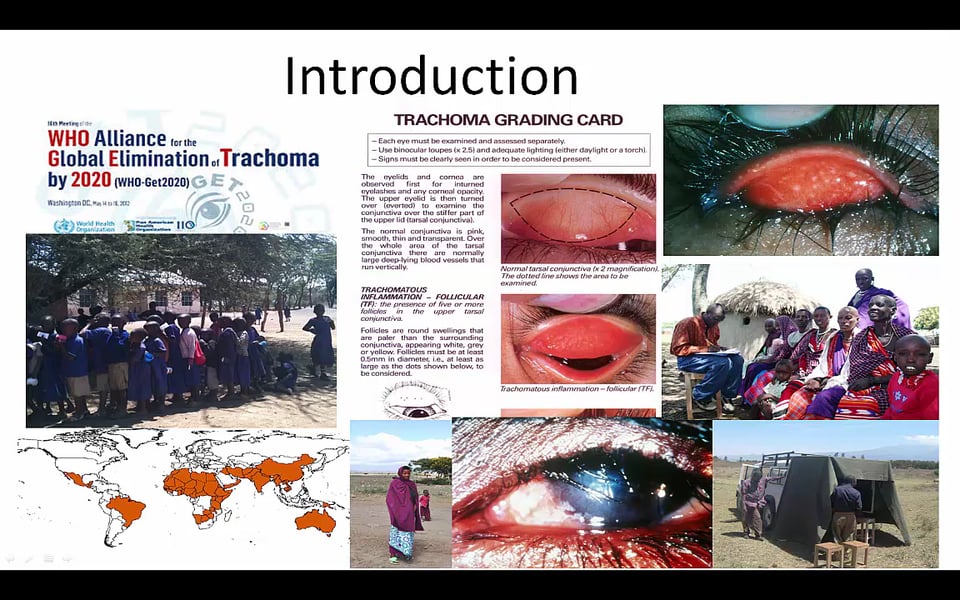 Introduction
16th Meeting of the
WHO Alliance for the
Global Elimination of Trachoma
by 2020 (WHO-Get2020)
Washington DC, May 14 to 16, 2012
GET2020
World Health
Organization
Pan American
Health
Organization
TRACHOMA GRADING CARD
– Each eye must be examined and assessed separately.
– Use binocular loupes (x 2.5) and adequate lighting (either daylight or a torch).
– Signs must be clearly seen in order to be considered present.
The eyelids and cornea are
observed first for inturned
eyelashes and any corneal opacity.
The upper eyelid is then turned
over (everted) to examine the
conjunctiva over the stiffer part of
the upper lid (tarsal conjunctiva).
The normal conjunctiva is pink,
smooth, thin and transparent. Over
the whole area of the tarsal
conjunctiva there are normally
large deep-lying blood vessels that
run vertically.
Normal tarsal conjunctiva (x 2 magnification).
The dotted line shows the area to be
examined.
TRACHOMATOUS
INFLAMMATION – FOLLICULAR
(TF): the presence of five or more
follicles in the upper tarsal
conjunctiva.
Follicles are round swellings that
are paler than the surrounding
conjunctiva, appearing white, grey
or yellow. Follicles must be at least
0.5mm in diameter, i.e., at least as
large as the dots shown below, to
be considered.
Trachomatous inflammation – follicular (TF).